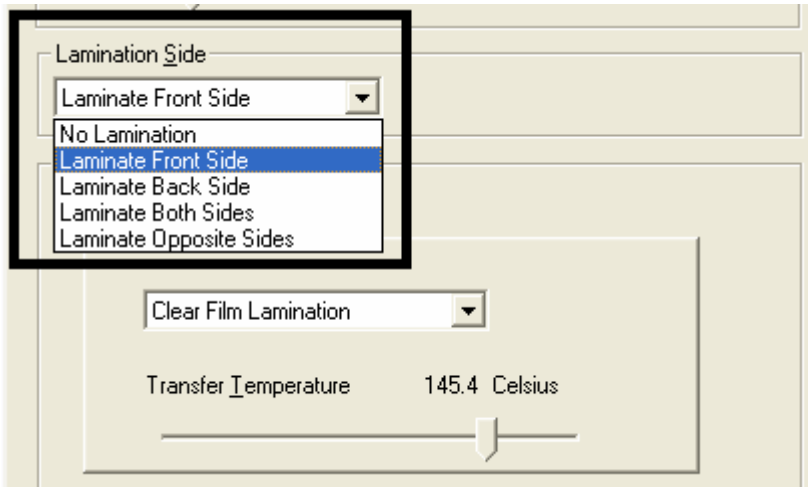 Lamination Side
Laminate Front Side
No Lamination
Laminate Front Side
Laminate Back Side
Laminate Both Sides
Laminate Opposite Sides
Clear Film Lamination
Transfer Temperature 145.4 Celsius